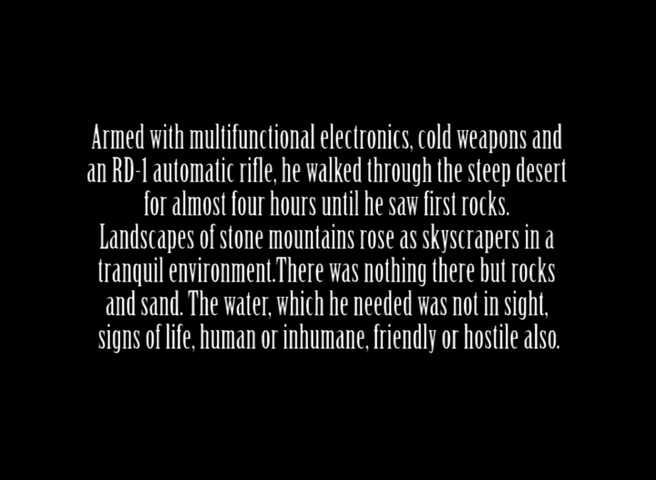 Armed with multifunctional electronics, cold weapons and
an RD-1 automatic rifle, he walked through the steep desert
for almost four hours until he saw first rocks.
Landscapes of stone mountains rose as skyscrapers in a
tranquil environment.There was nothing there but rocks
and sand. The water, which he needed was not in sight,
signs of life, human or inhumane, friendly or hostile also.